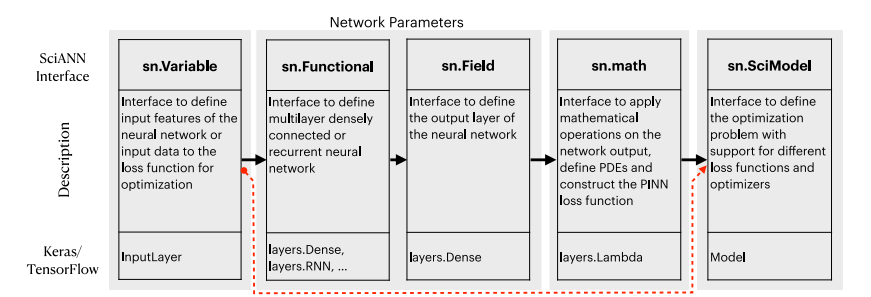 Network Parameters
SciANN
Interface
sn.Variable
sn.Functional
sn.Field
sn.math
sn.SciModel
Description
Interface to define
input features of the
neural network or
input data to the
loss function for
optimization
Interface to define
multilayer densely
connected or
recurrent neural
network
Interface to define
the output layer of
the neural network
Interface to apply
mathematical
operations on the
network output,
define PDEs and
construct the PINN
loss function
Interface to define
the optimization
problem with
support for different
loss functions and
optimizers
Keras/
TensorFlow
InputLayer
layers.Dense,
layers.RNN, ...
layers.Dense
layers.Lambda
Model